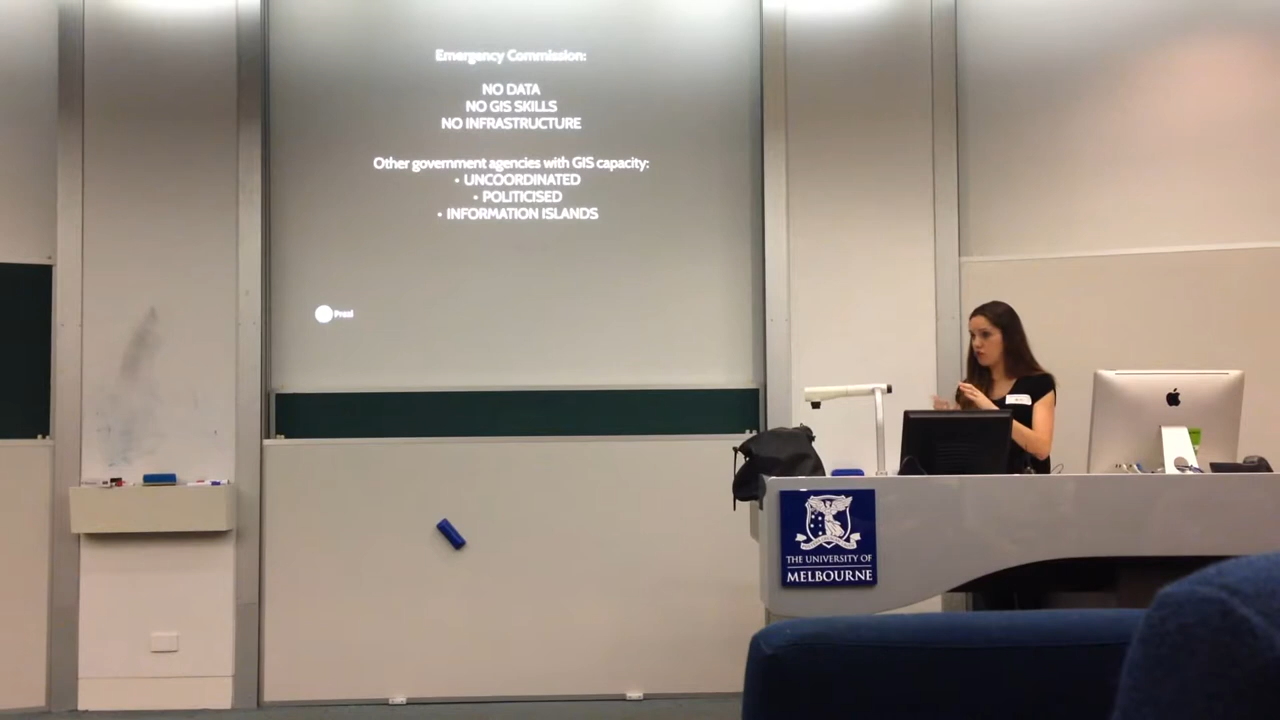 Emergency Commission:
NO DATA
NO GIS SKILLS
NO INFRASTRUCTURE
Other government agencies with GIS capacity:
• UNCOORDINATED
• POLITICISED
• INFORMATION ISLANDS
Prezi
THE UNIVERSITY OF
MELBOURNE